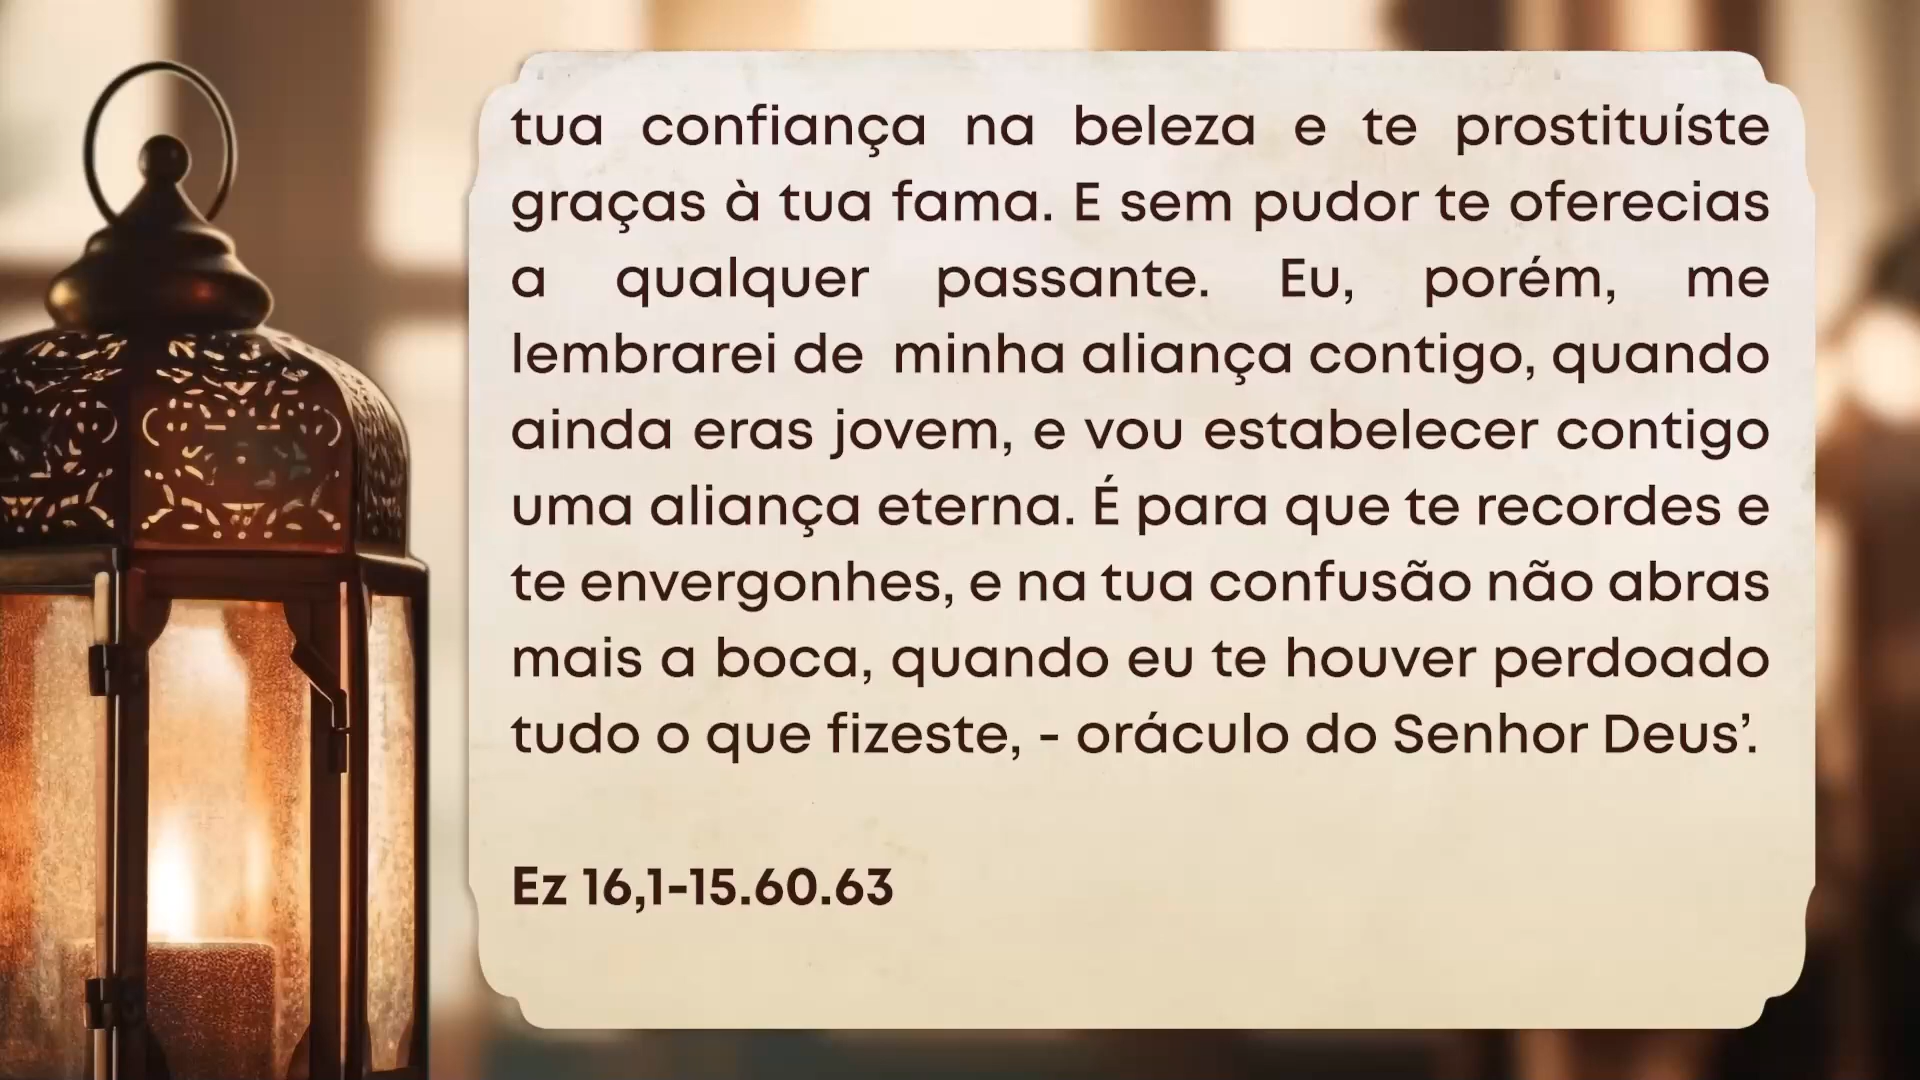 tua confiança na beleza e te prostituíste
graças à tua fama. E sem pudor te oferecias
a qualquer passante. Eu, porém, me
lembrarei de minha aliança contigo, quando
ainda eras jovem, e vou estabelecer contigo
uma aliança eterna. É para que te recordes e
te envergonhes, e na tua confusão não abras
mais a boca, quando eu te houver perdoado
tudo o que fizeste, - oráculo do Senhor Deus’.
Ez 16,1-15.60.63